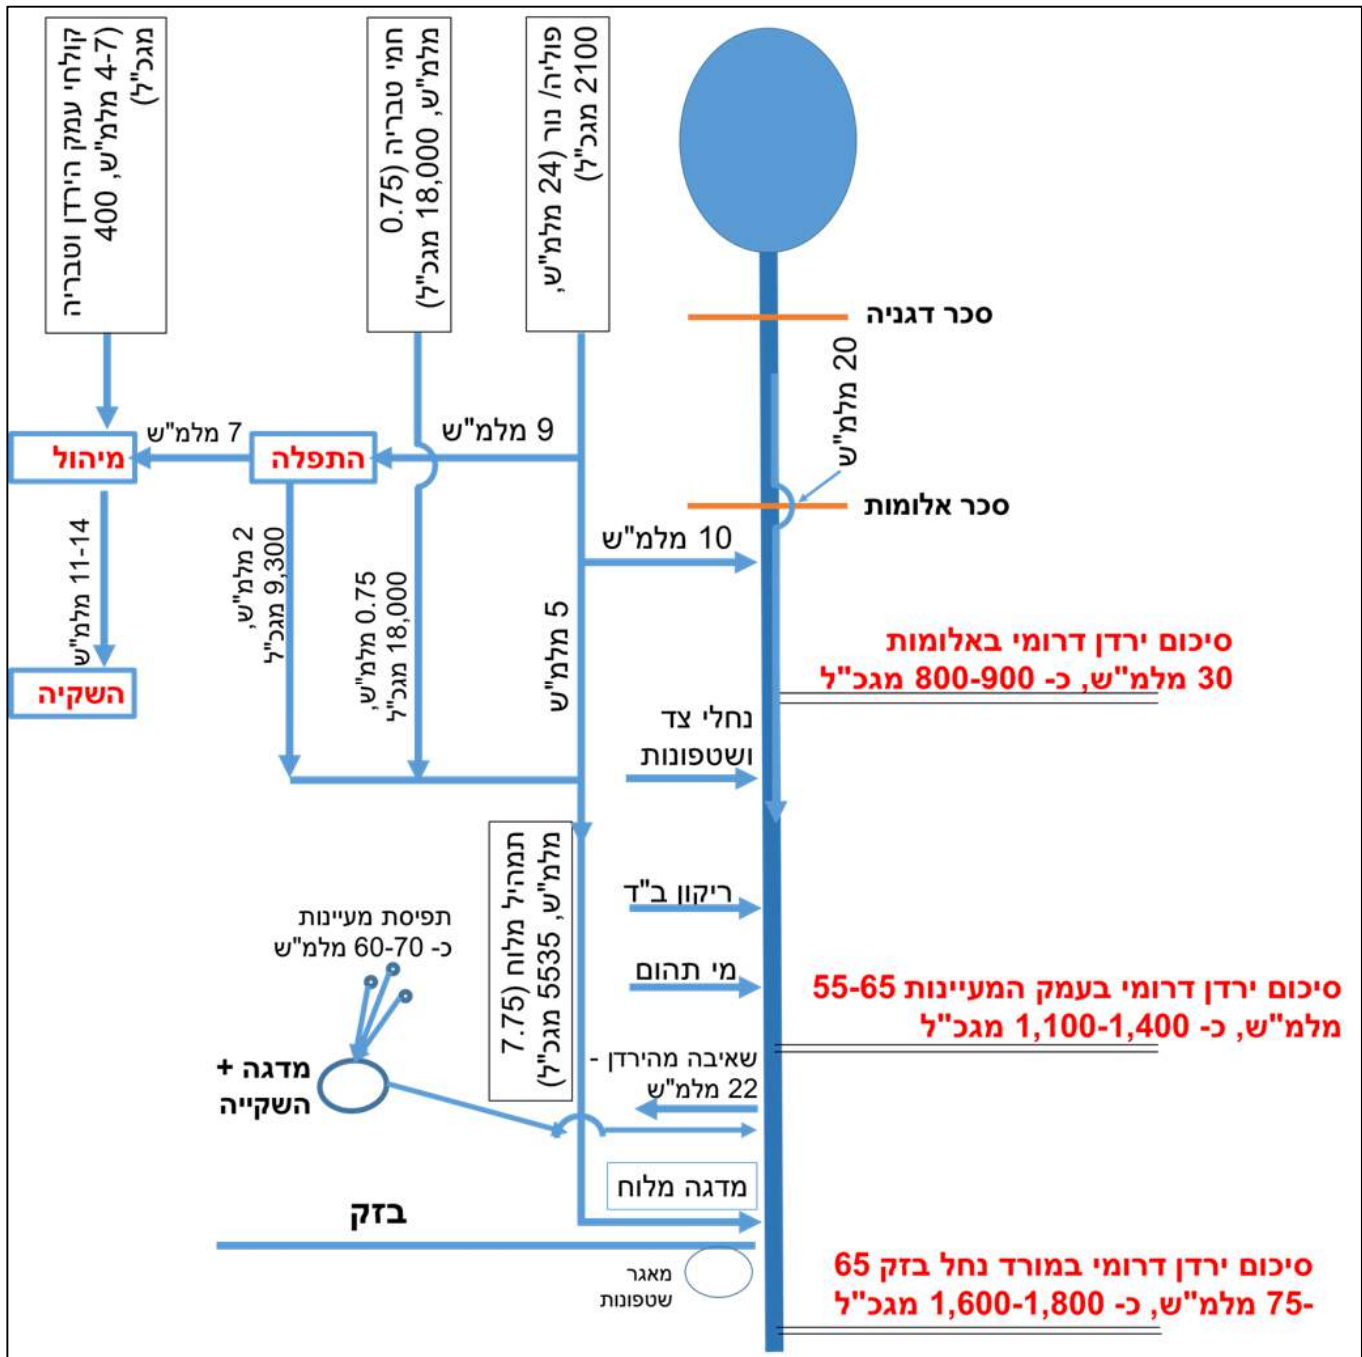 סכר דגניה
20 מלמ"ש
סכר אלומות
סיכום ירדן דרומי באלומות
30 מלמ"ש, כ- 800-900 מגכ"ל
סיכום ירדן דרומי בעמק המעיינות 55-65
מלמ"ש, כ- 1,100-1,400 מגכ"ל
סיכום ירדן דרומי במורד נחל בזק 65
-75 מלמ"ש, כ- 1,600-1,800 מגכ"ל
פוליה/ נור (24 מלמ"ש,
2100 מגכ"ל)
חמי טבריה (0.75
מלמ"ש, 18,000 מגכ"ל)
קולחי עמק הירדן וטבריה
(4-7 מלמ"ש, 400
מגכ"ל)
9 מלמ"ש
התפלה
7 מלמ"ש
מיהול
11-14 מלמ"ש
השקיה
2 מלמ"ש,
9,300 מגכ"ל
0.75 מלמ"ש,
18,000 מגכ"ל
10 מלמ"ש
5 מלמ"ש
נחלי צד
ושטפונות
תמהיל מלוח (7.75
מלמ"ש, 5535 מגכ"ל)
ריקון ב"ד
מי תהום
תפיסת מעיינות
כ- 60-70 מלמ"ש
מדגה +
השקייה
שאיבה מהירדן -
22 מלמ"ש
מדגה מלוח
בזק
מאגר
שטפונות